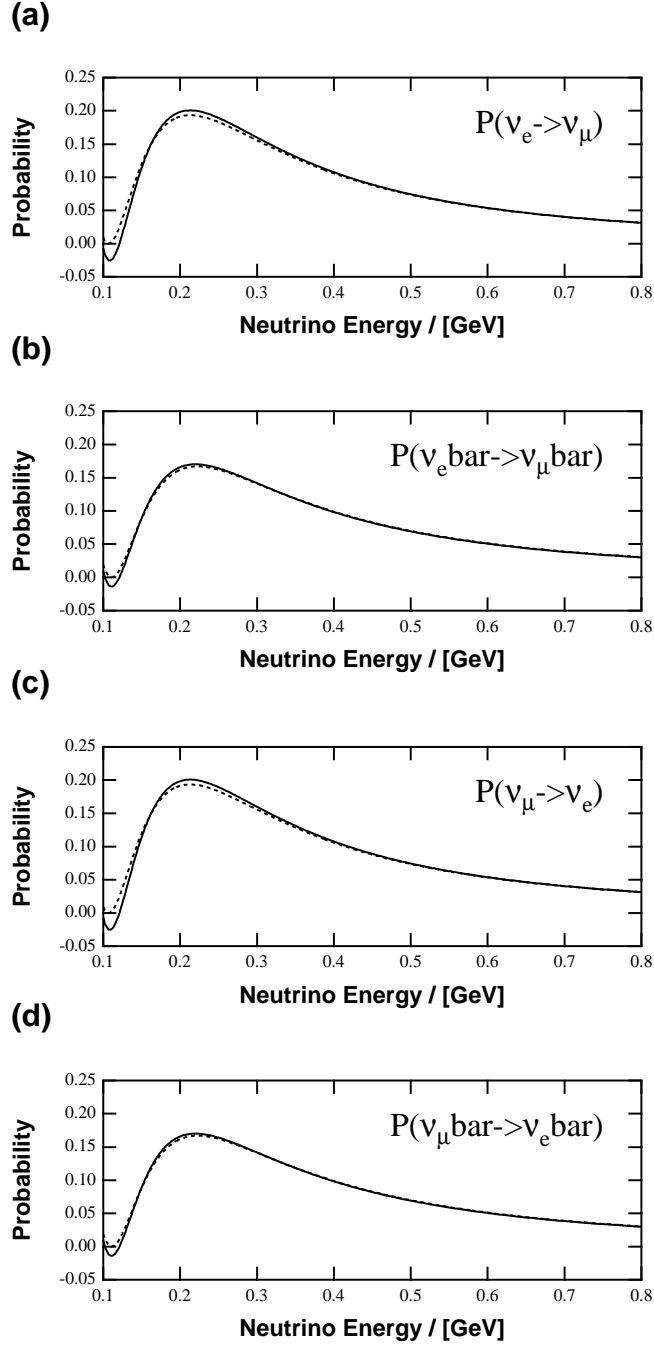 (a)
0.25
0.20
0.15
0.10
0.05
0.00
-0.05
Probability
P(νe->νμ)
0.1 0.2 0.3 0.4 0.5 0.6 0.7 0.8
Neutrino Energy / [GeV]
(b)
0.25
0.20
0.15
0.10
0.05
0.00
-0.05
Probability
P(νebar->νμbar)
0.1 0.2 0.3 0.4 0.5 0.6 0.7 0.8
Neutrino Energy / [GeV]
(c)
0.25
0.20
0.15
0.10
0.05
0.00
-0.05
Probability
P(νμ->νe)
0.1 0.2 0.3 0.4 0.5 0.6 0.7 0.8
Neutrino Energy / [GeV]
(d)
0.25
0.20
0.15
0.10
0.05
0.00
-0.05
Probability
P(νμbar->νebar)
0.1 0.2 0.3 0.4 0.5 0.6 0.7 0.8
Neutrino Energy / [GeV]